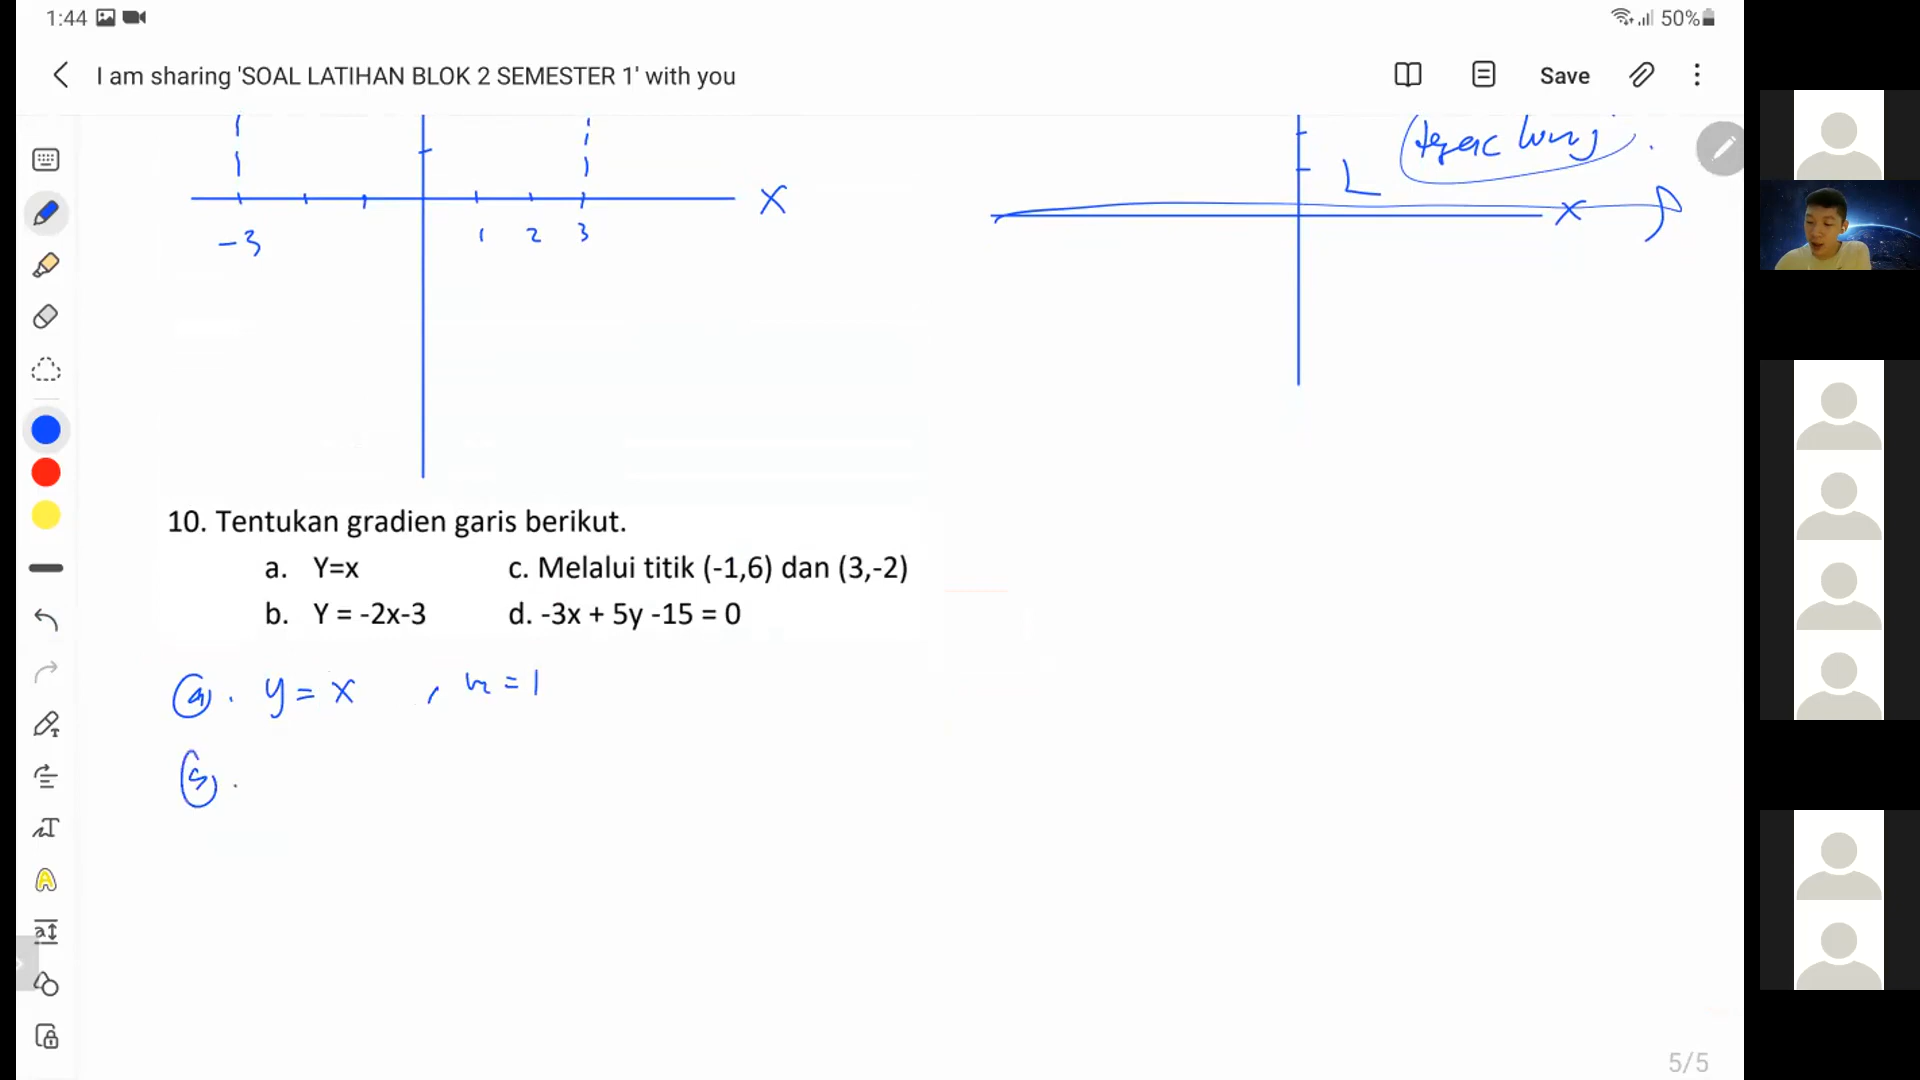 1:44
50%
I am sharing 'SOAL LATIHAN BLOK 2 SEMESTER 1' with you
Save
X
-3 1 2 3
x
10. Tentukan gradien garis berikut.
a. Y=x c. Melalui titik (-1,6) dan (3,-2)
b. Y = -2x-3 d. -3x + 5y -15 = 0
a. y = x , m = 1
b.
5/5